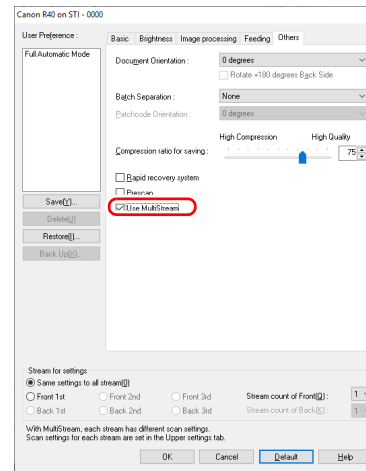 Canon R40 on STI - 0000
User Preference :
Full Automatic Mode
Save[Y]...
Delete[J]
Restore[I]...
Back Up[X]...
Basic Brightness Image processing Feeding Others
Document Orientation : 0 degrees
Rotate +180 degrees Back Side
Batch Separation : None
Patchcode Orientation : 0 degrees
High Compression High Quality
Compression ratio for saving : 75
Rapid recovery system
Prescan
Use MultiStream
Stream for settings
Same settings to all stream[0]
Front 1st Front 2nd Front 3rd Stream count of Front[Q] : 1
Back 1st Back 2nd Back 3rd Stream count of Back[K] : 1
With MultiStream, each stream has different scan settings.
Scan settings for each stream are set in the Upper settings tab.
OK Cancel Default Help